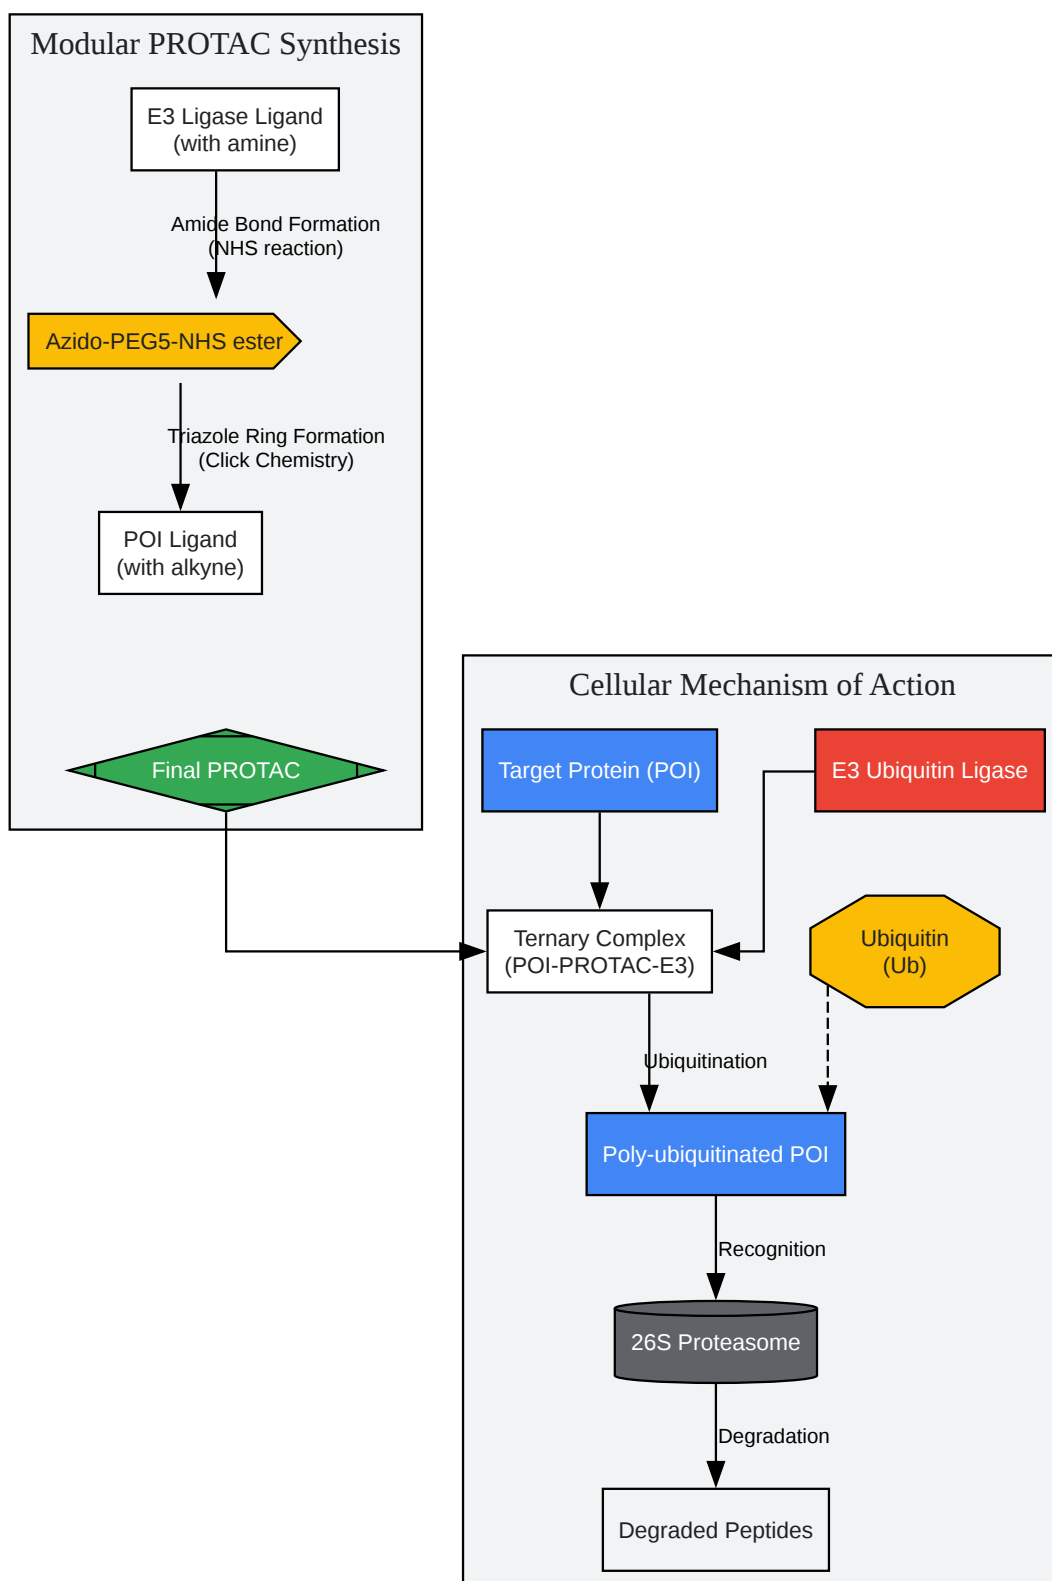 Modular PROTAC Synthesis
E3 Ligase Ligand
(with amine)
Amide Bond Formation
(NHS reaction)
Azido-PEG5-NHS ester
Triazole Ring Formation
(Click Chemistry)
POI Ligand
(with alkyne)
Final PROTAC
Cellular Mechanism of Action
Target Protein (POI)
E3 Ubiquitin Ligase
Ternary Complex
(POI-PROTAC-E3)
Ubiquitin
(Ub)
Ubiquitination
Poly-ubiquitinated POI
Recognition
26S Proteasome
Degradation
Degraded Peptides